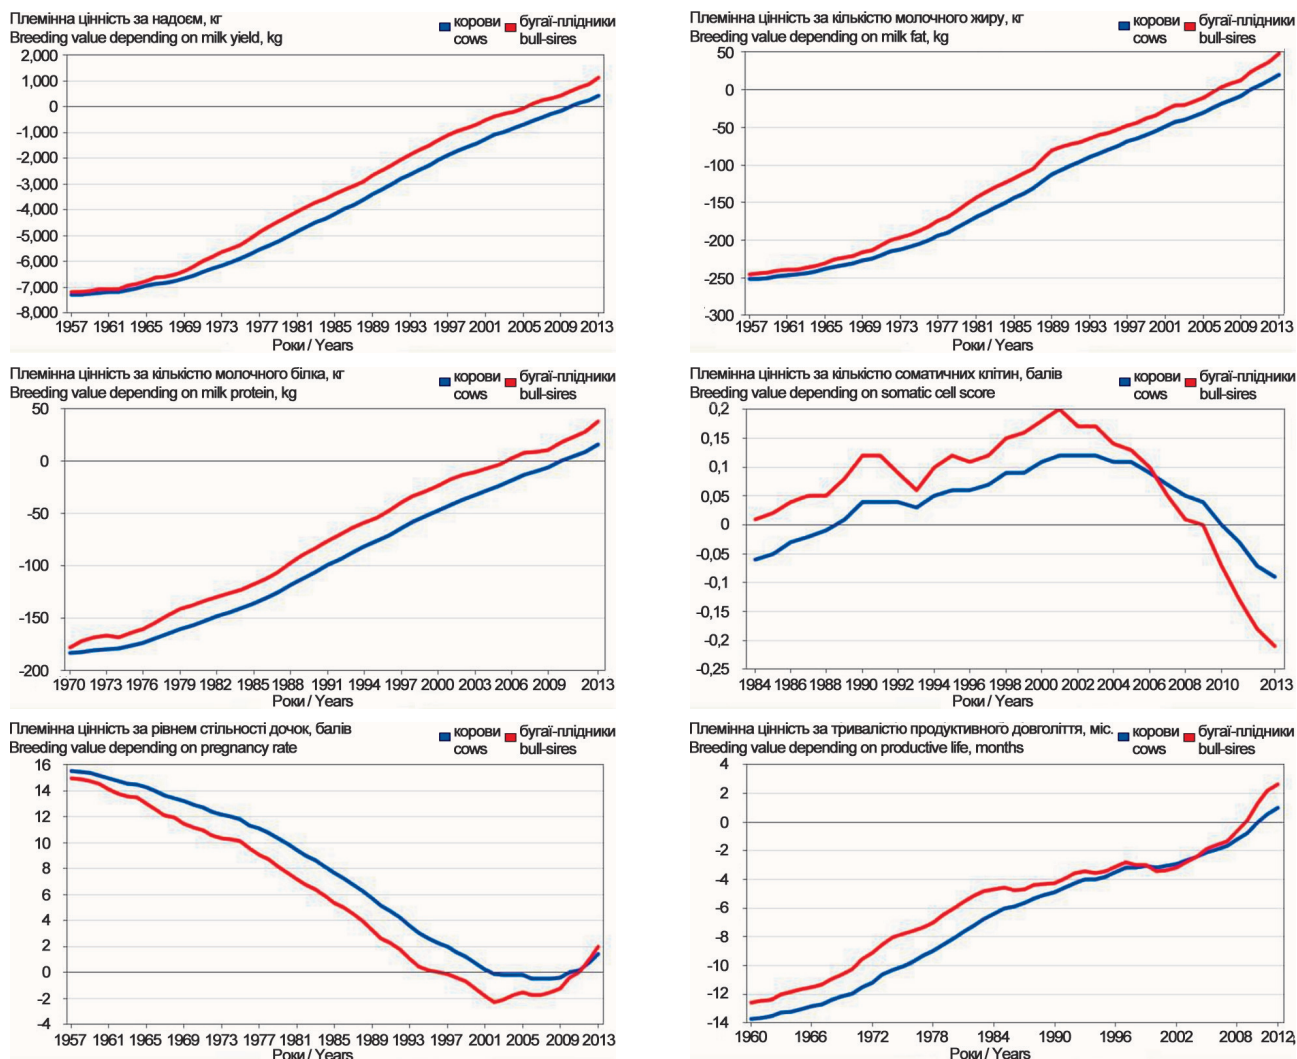 Племінна цінність за надоєм, кг
Breeding value depending on milk yield, kg
корови
cows
бугаї-плідники
bull-sires
2,000
1,000
0
-1,000
-2,000
-3,000
-4,000
-5,000
-6,000
-7,000
-8,000
1957 1961 1965 1969 1973 1977 1981 1985 1989 1993 1997 2001 2005 2009 2013
Роки / Years
Племінна цінність за кількістю молочного жиру, кг
Breeding value depending on milk fat, kg
корови
cows
бугаї-плідники
bull-sires
50
0
-50
-100
-150
-200
-250
-300
1957 1961 1965 1969 1973 1977 1981 1985 1989 1993 1997 2001 2005 2009 2013
Роки / Years
Племінна цінність за кількістю молочного білка, кг
Breeding value depending on milk protein, kg
корови
cows
бугаї-плідники
bull-sires
50
0
-50
-100
-150
-200
1970 1973 1976 1979 1982 1985 1988 1991 1994 1997 2000 2003 2006 2009 2013
Роки / Years
Племінна цінність за кількістю соматичних клітин, балів
Breeding value depending on somatic cell score
корови
cows
бугаї-плідники
bull-sires
0,2
0,15
0,1
0,05
0
-0,05
-0,1
-0,15
-0,2
-0,25
1984 1986 1988 1990 1992 1994 1996 1998 2000 2002 2004 2006 2008 2010 2013
Роки / Years
Племінна цінність за рівнем стільності дочок, балів
Breeding value depending on pregnancy rate
корови
cows
бугаї-плідники
bull-sires
16
14
12
10
8
6
4
2
0
-2
-4
1957 1961 1965 1969 1973 1977 1981 1985 1989 1993 1997 2001 2005 2009 2013
Роки / Years
Племінна цінність за тривалістю продуктивного довголіття, міс.
Breeding value depending on productive life, months
корови
cows
бугаї-плідники
bull-sires
4
2
0
-2
-4
-6
-8
-10
-12
-14
1960 1966 1972 1978 1984 1990 1996 2002 2008 2012,
Роки / Years